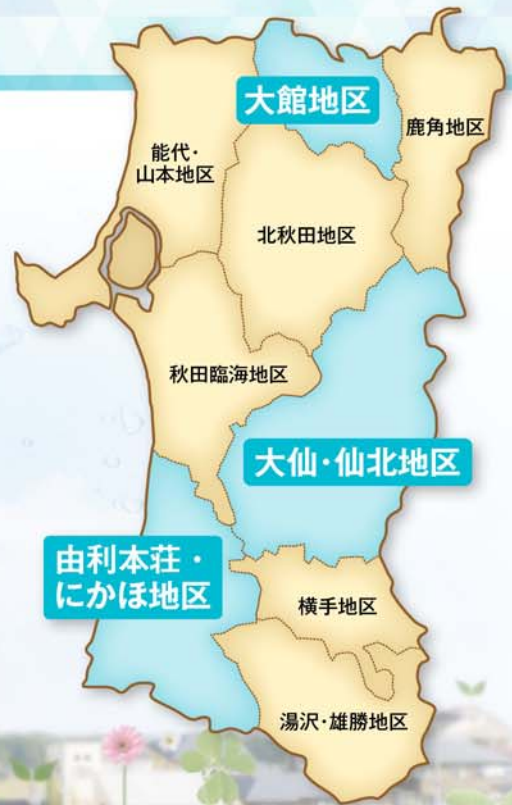 大館地区
鹿角地区
能代・
山本地区
北秋田地区
秋田臨海地区
大仙・仙北地区
由利本荘・
にかほ地区
横手地区
湯沢・雄勝地区